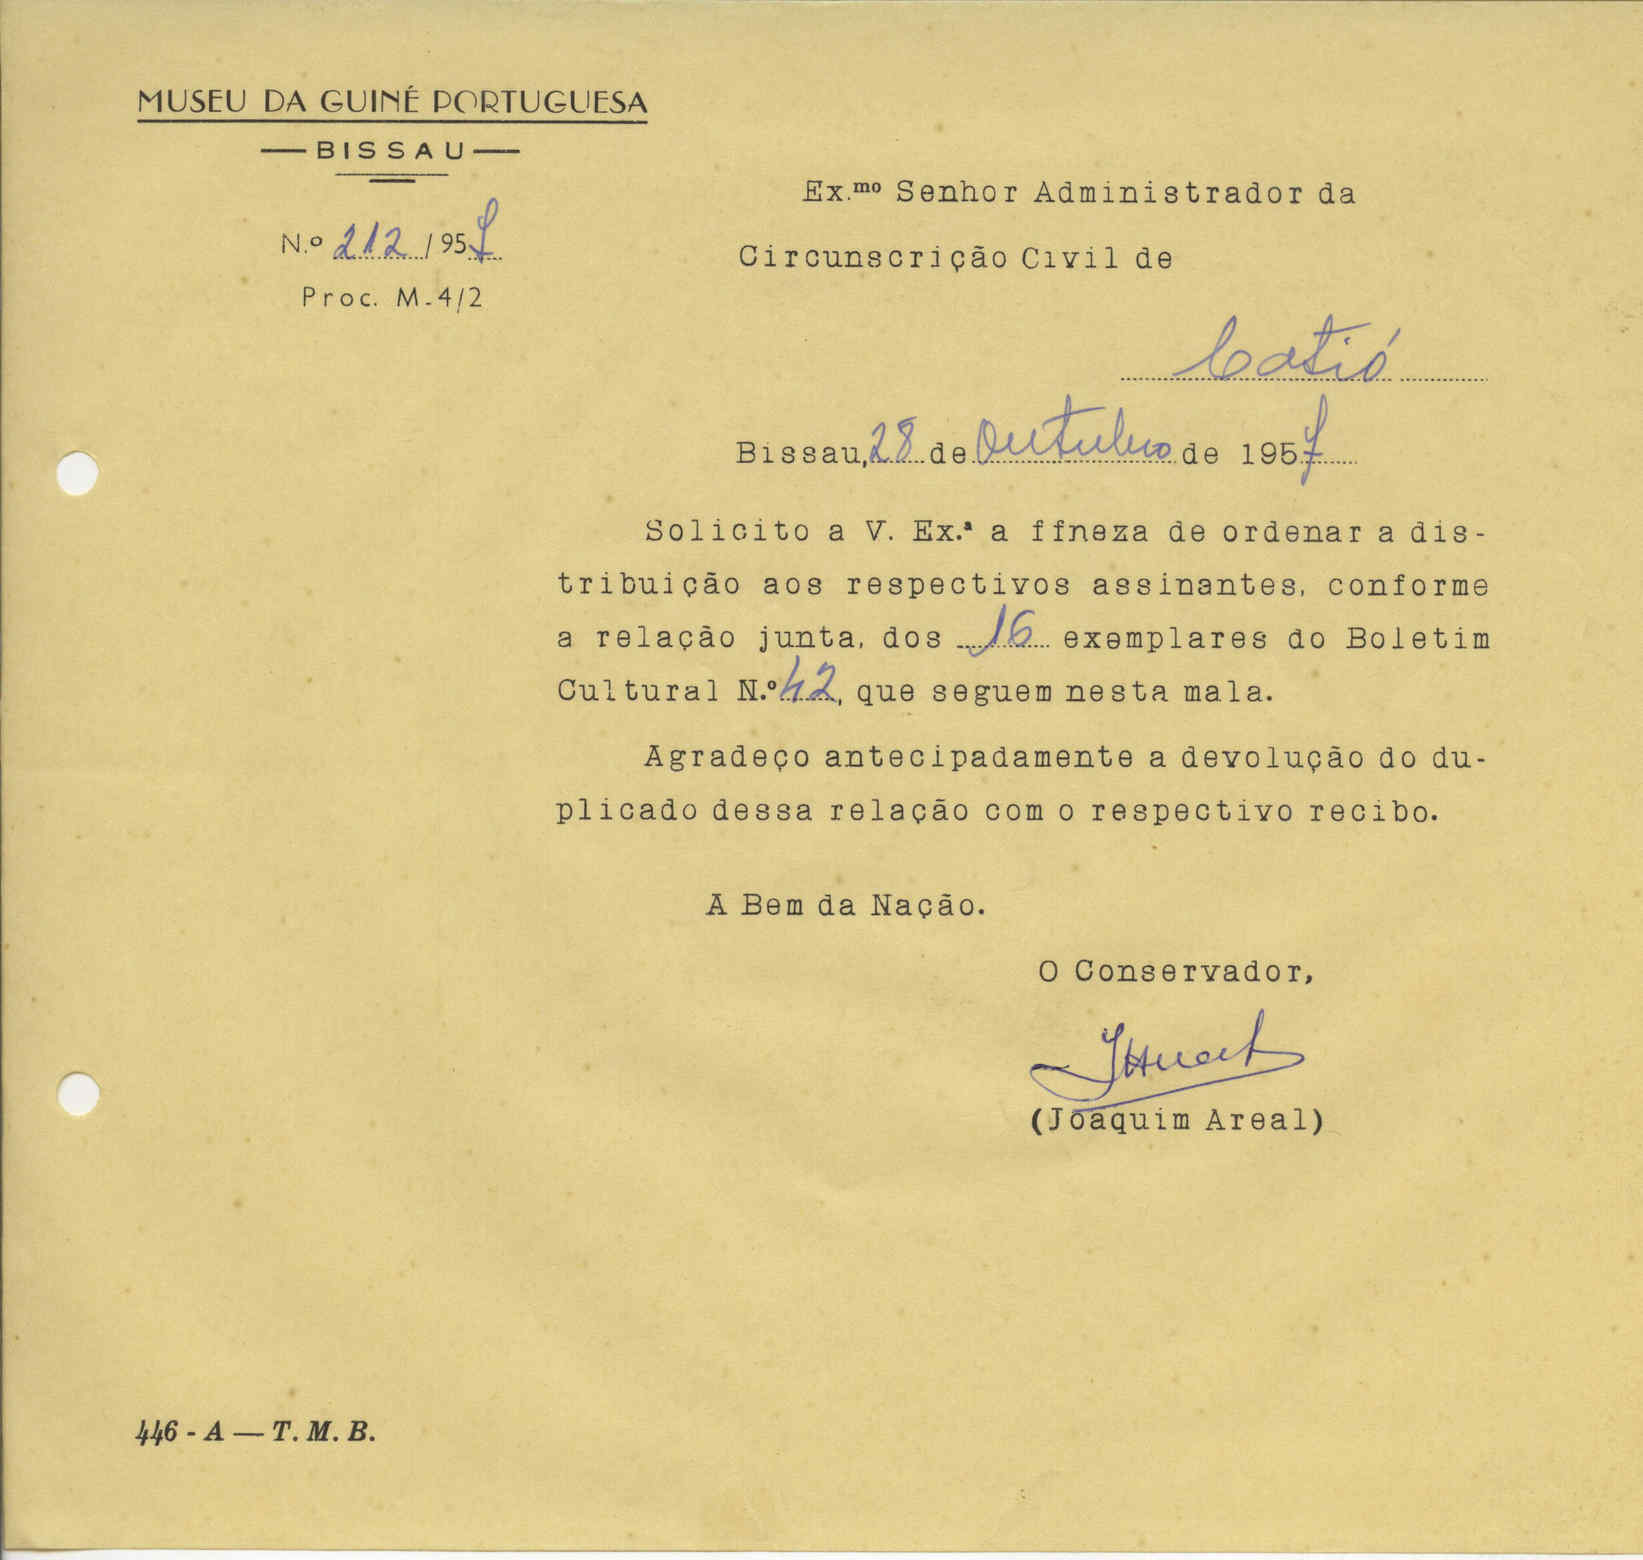 MUSEU DA GUINÉ PORTUGUESA
— BISSAU —
N.º 212 / 957
Proc. M-4/2
Ex.mo Senhor Administrador da
Circunscrição Civil de
Catió
Bissau, 28 de Outubro de 1957
Solicito a V. Ex.ª a ffneza de ordenar a dis-
tribuição aos respectivos assinantes, conforme
a relação junta, dos 16 exemplares do Boletim
Cultural N.º 42, que seguem nesta mala.
Agradeço antecipadamente a devolução do du-
plicado dessa relação com o respectivo recibo.
A Bem da Nação.
O Conservador,
(Joaquim Areal)
446 - A — T. M. B.